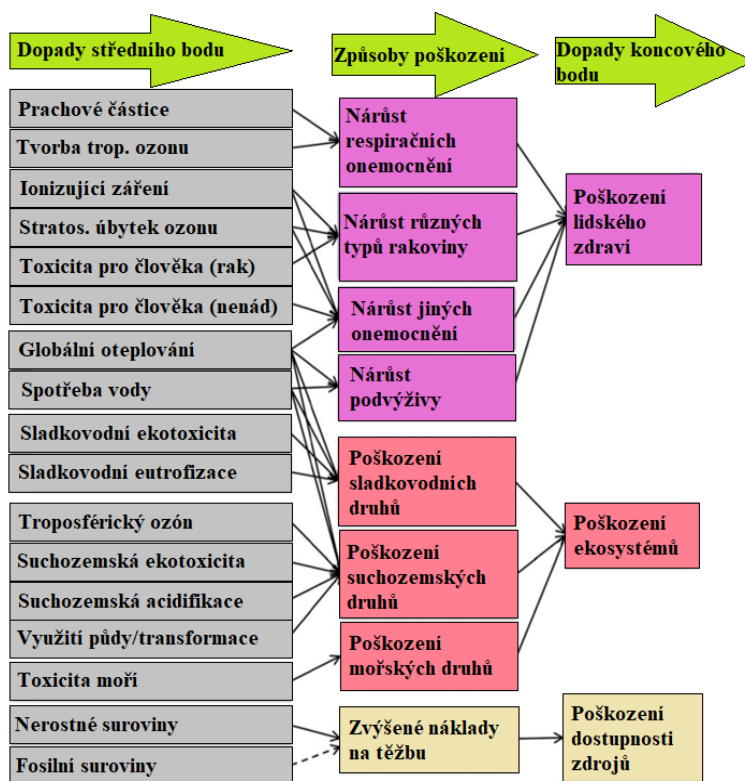 Dopady středního bodu
Způsoby poškození
Dopady koncového
bodu
Prachové částice
Tvorba trop. ozonu
Ionizující záření
Stratos. úbytek ozonu
Toxicita pro člověka (rak)
Toxicita pro člověka (nenád)
Globální oteplování
Spotřeba vody
Sladkovodní ekotoxicita
Sladkovodní eutrofizace
Troposférický ozón
Suchozemská ekotoxicita
Suchozemská acidifikace
Využití půdy/transformace
Toxicita moří
Nerostné suroviny
Fosilní suroviny
Nárůst
respiračních
onemocnění
Nárůst různých
typů rakoviny
Nárůst jiných
onemocnění
Nárůst
podvýživy
Poškození
sladkovodních
druhů
Poškození
suchozemských
druhů
Poškození
mořských druhů
Zvýšené náklady
na těžbu
Poškození
lidského
zdraví
Poškození
ekosystémů
Poškození
dostupnosti
zdrojů